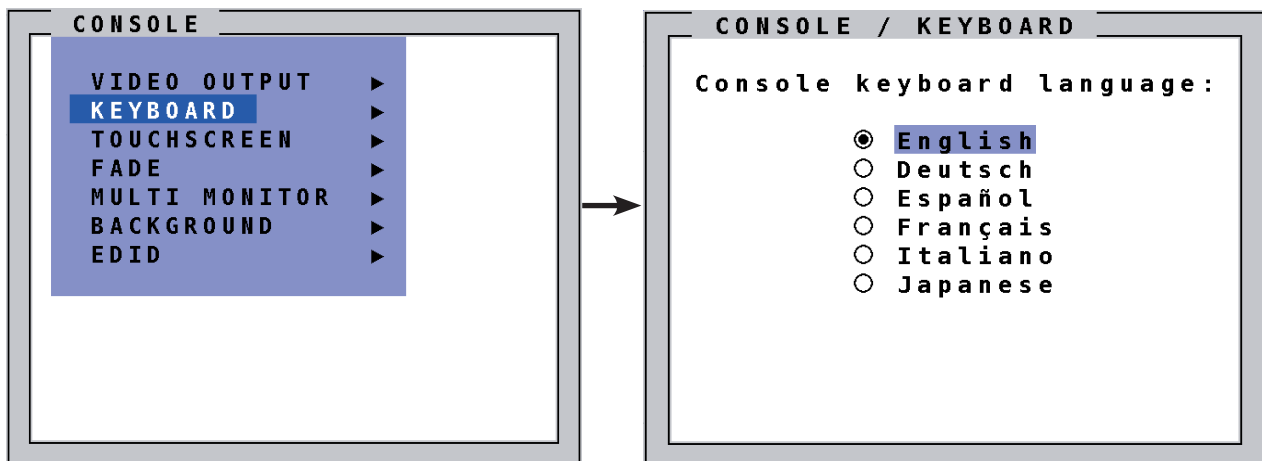 CONSOLE
VIDEO OUTPUT
KEYBOARD
TOUCHSCREEN
FADE
MULTI MONITOR
BACKGROUND
EDID
CONSOLE / KEYBOARD
Console keyboard language:
English
Deutsch
Español
Français
Italiano
Japanese